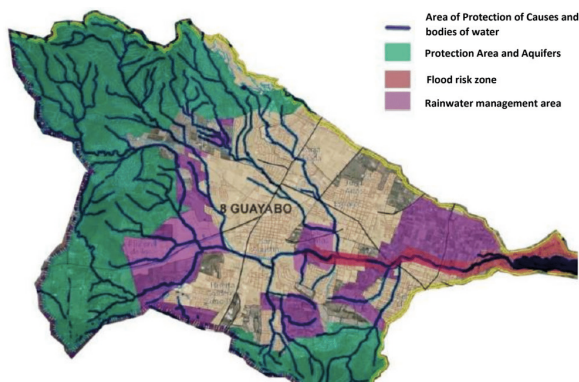 Area of Protection of Causes and
bodies of water
Protection Area and Aquifers
Flood risk zone
Rainwater management area
8 GUAYABO